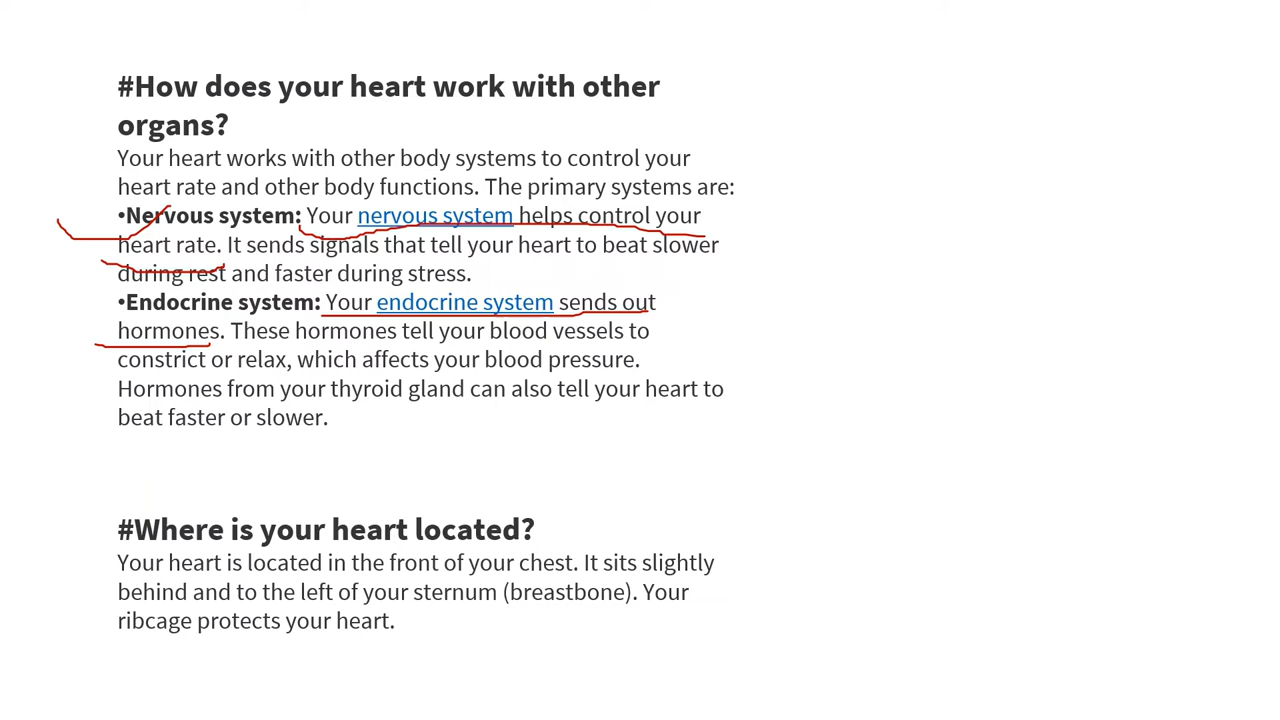 #How does your heart work with other
organs?
Your heart works with other body systems to control your
heart rate and other body functions. The primary systems are:
•Nervous system: Your nervous system helps control your
heart rate. It sends signals that tell your heart to beat slower
during rest and faster during stress.
•Endocrine system: Your endocrine system sends out
hormones. These hormones tell your blood vessels to
constrict or relax, which affects your blood pressure.
Hormones from your thyroid gland can also tell your heart to
beat faster or slower.
#Where is your heart located?
Your heart is located in the front of your chest. It sits slightly
behind and to the left of your sternum (breastbone). Your
ribcage protects your heart.